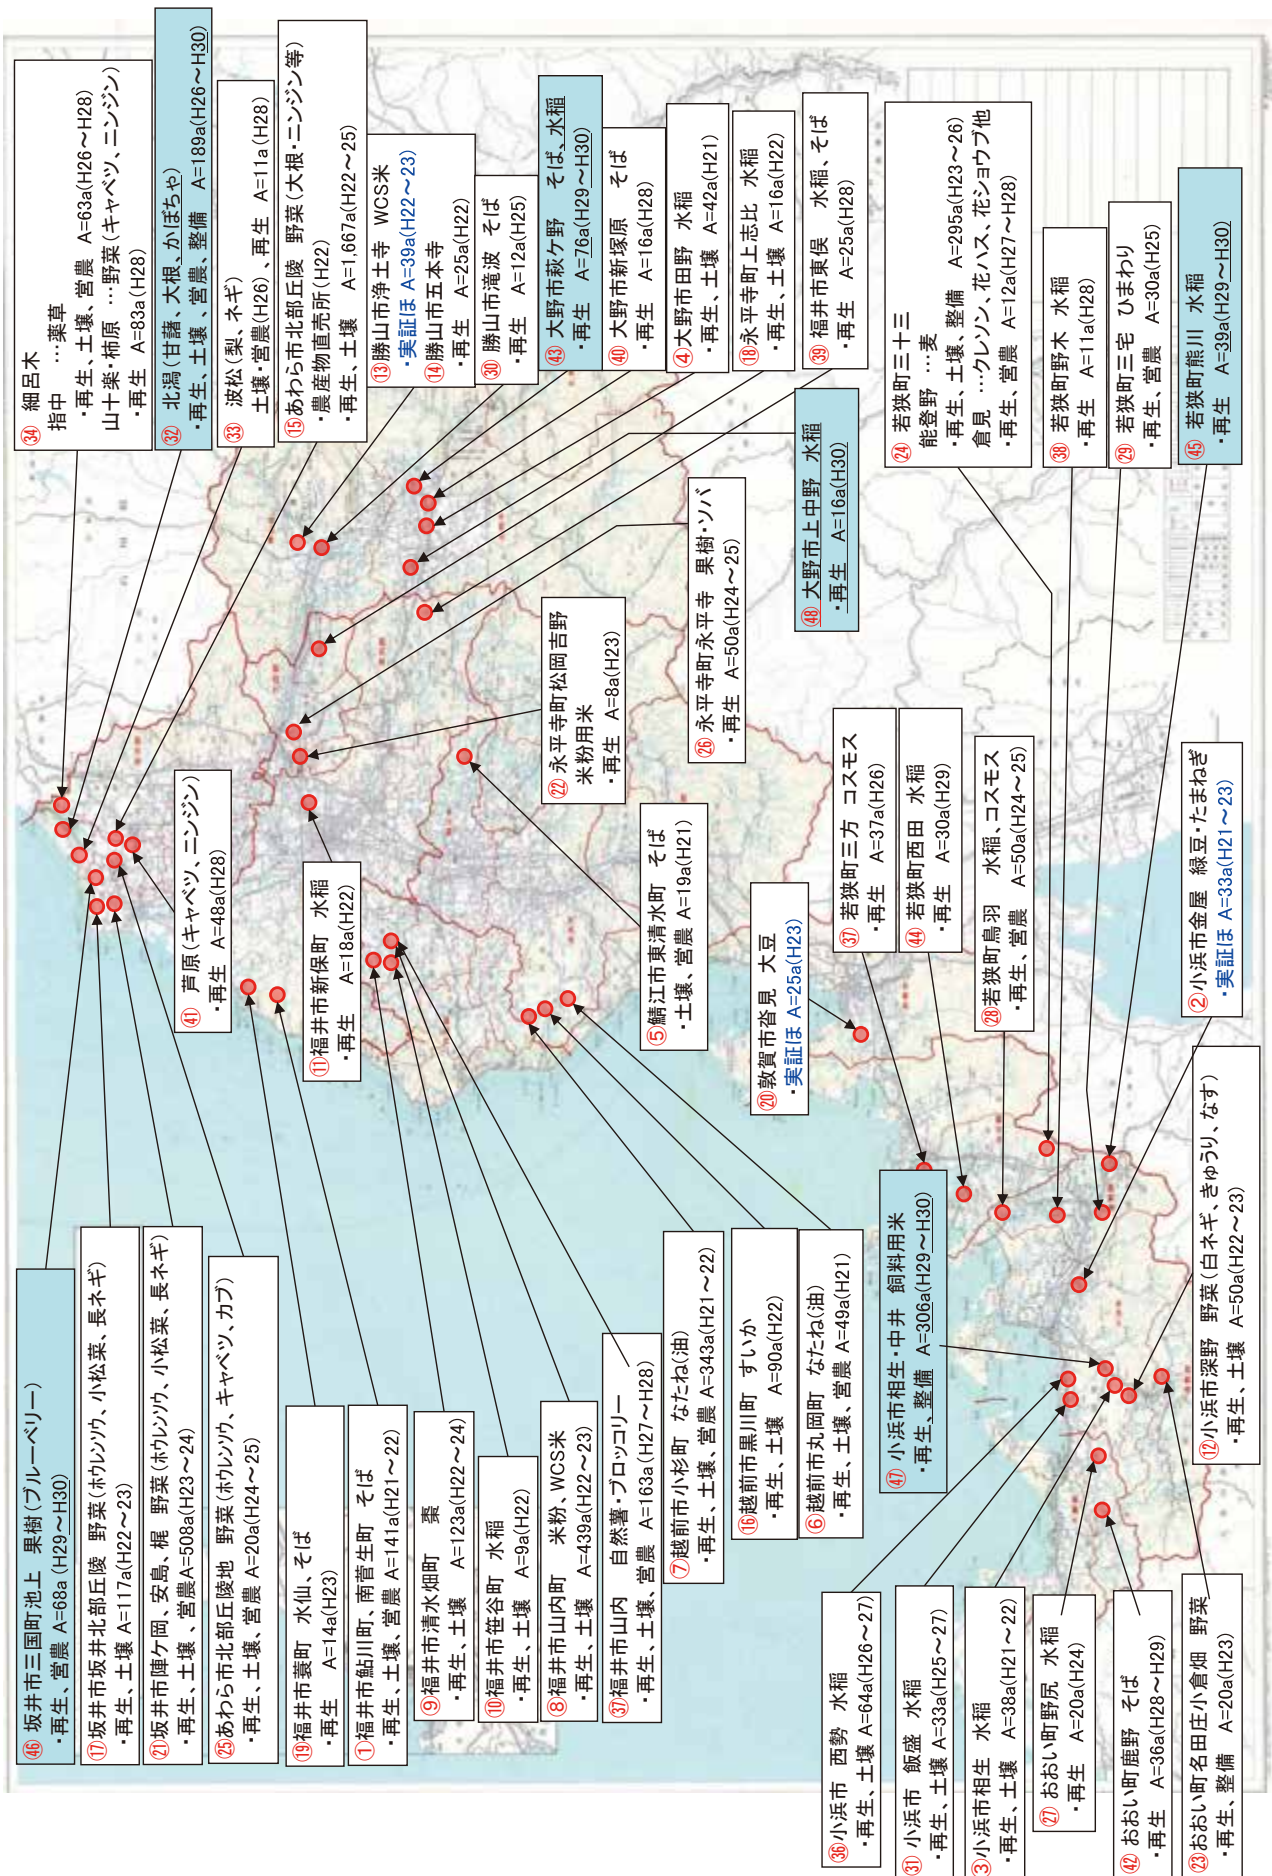 ㉞ 細呂木
指中 …薬草
・再生、土壌、営農 A=63a(H26～H28)
山十楽・柿原 …野菜(キャベツ、ニンジン)
・再生 A=83a(H28)
㉜ 北潟(甘藷、大根、かぼちゃ)
・再生、土壌、営農、整備 A=189a(H26～H30)
㉝ 波松(梨、ネギ)
土壌・営農(H26)、再生 A=11a(H28)
⑮あわら市北部丘陵 野菜(大根・ニンジン等)
・農産物直売所(H22)
・再生、土壌 A=1,667a(H22～25)
⑬勝山市浄土寺 WCS米
・実証ほ A=39a(H22～23)
⑭勝山市五本寺
・再生 A=25a(H22)
㉚ 勝山市滝波 そば
・再生 A=12a(H25)
㊸ 大野市萩ケ野 そば、水稲
・再生 A=76a(H29～H30)
㊵ 大野市新塚原 そば
・再生 A=16a(H28)
④大野市田野 水稲
・再生、土壌 A=42a(H21)
⑱永平寺町上志比 水稲
・再生、土壌 A=16a(H22)
㊴ 福井市東俣 水稲、そば
・再生 A=25a(H28)
㊽ 大野市上中野 水稲
・再生 A=16a(H30)
㉔ 若狭町三十三
能登野 …麦
・再生、土壌、整備 A=295a(H23～26)
倉見 …クレソン、花ハス、花ショウブ他
・再生、営農 A=12a(H27～H28)
㊳ 若狭町野木 水稲
・再生 A=11a(H28)
㉙ 若狭町三宅 ひまわり
・再生、営農 A=30a(H25)
㊺ 若狭町熊川 水稲
・再生 A=39a(H29～H30)
㊶ 芦原(キャベツ、ニンジン)
・再生 A=48a(H28)
⑪福井市新保町 水稲
・再生 A=18a(H22)
㉒ 永平寺町松岡吉野
米粉用米
・再生 A=8a(H23)
㉖ 永平寺町永平寺 果樹・ソバ
・再生 A=50a(H24～25)
⑤鯖江市東清水町 そば
・土壌、営農 A=19a(H21)
⑳敦賀市沓見 大豆
・実証ほ A=25a(H23)
㊲ 若狭町三方 コスモス
・再生 A=37a(H26)
㊹ 若狭町西田 水稲
・再生 A=30a(H29)
㉘若狭町鳥羽 水稲、コスモス
・再生、営農 A=50a(H24～25)
②小浜市金屋 緑豆・たまねぎ
・実証ほ A=33a(H21～23)
㊻ 坂井市三国町池上 果樹(ブルーベリー)
・再生、営農 A=68a(H29～H30)
⑰坂井市坂井北部丘陵 野菜(ホウレンソウ、小松菜、長ネギ)
・再生、土壌 A=117a(H22～23)
㉑坂井市陣ケ岡、安島、梶 野菜(ホウレンソウ、小松菜、長ネギ)
・再生、土壌、営農A=508a(H23～24)
㉕あわら市北部丘陵地 野菜(ホウレンソウ、キャベツ、カブ)
・再生、土壌、営農 A=20a(H24～25)
⑲福井市蓑町 水仙、そば
・再生 A=14a(H23)
①福井市鮎川町、南菅生町 そば
・再生、土壌、営農 A=141a(H21～22)
⑨福井市清水畑町 棗
・再生、土壌 A=123a(H22～24)
⑩福井市笹谷町 水稲
・再生、土壌 A=9a(H22)
⑧福井市山内町 米粉、WCS米
・再生、土壌 A=439a(H22～23)
㊲福井市山内 自然薯・ブロッコリー
・再生、土壌、営農 A=163a(H27～H28)
⑦越前市小杉町 なたね(油)
・再生、土壌、営農 A=343a(H21～22)
⑯越前市黒川町 すいか
・再生、土壌 A=90a(H22)
⑥越前市丸岡町 なたね(油)
・再生、土壌、営農 A=49a(H21)
㊼ 小浜市相生・中井 飼料用米
・再生、整備 A=306a(H29～H30)
⑫小浜市深野 野菜(白ネギ、きゅうり、なす)
・再生、土壌 A=50a(H22～23)
㊱小浜市 西勢 水稲
・再生、土壌 A=64a(H26～27)
㉛ 小浜市 飯盛 水稲
・再生、土壌 A=33a(H25～27)
③小浜市相生 水稲
・再生、土壌 A=38a(H21～22)
㉗ おおい町野尻 水稲
・再生 A=20a(H24)
㊷ おおい町鹿野 そば
・再生 A=36a(H28～H29)
㉓おおい町名田庄小倉畑 野菜
・再生、整備 A=20a(H23)